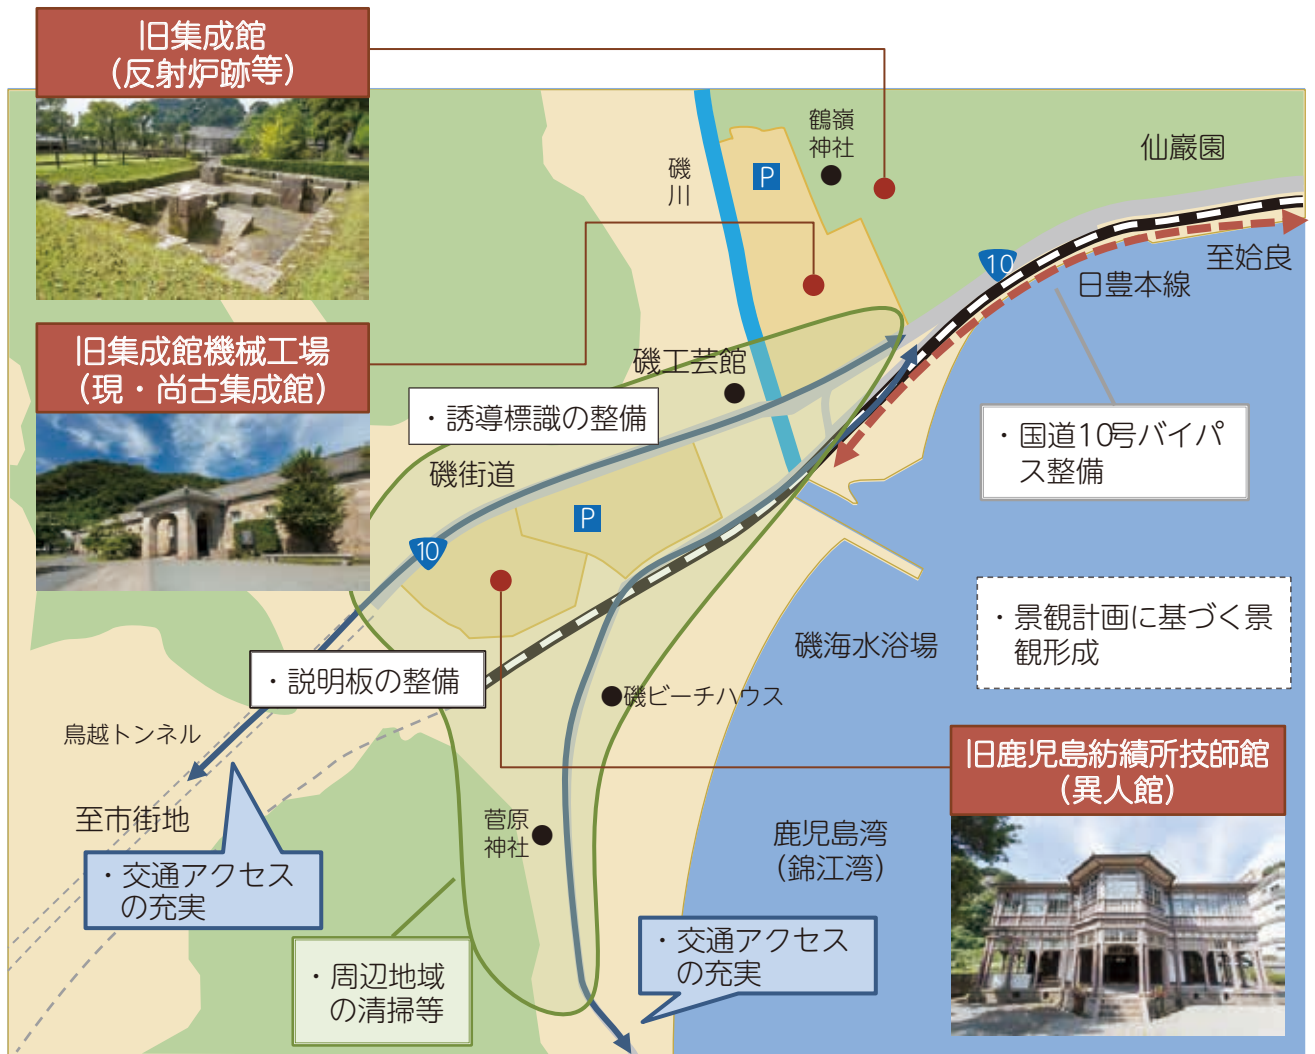 旧集成館
（反射炉跡等）
鶴嶺
神社
仙巌園
磯
川
P
至姶良
10
日豊本線
旧集成館機械工場
（現・尚古集成館）
磯工芸館
・誘導標識の整備
・国道10号バイパ
ス整備
磯街道
P
10
・景観計画に基づく景
観形成
磯海水浴場
・説明板の整備
磯ビーチハウス
鳥越トンネル
旧鹿児島紡績所技師館
（異人館）
至市街地
菅原
神社
鹿児島湾
（錦江湾）
・交通アクセス
の充実
・交通アクセス
の充実
・周辺地域
の清掃等